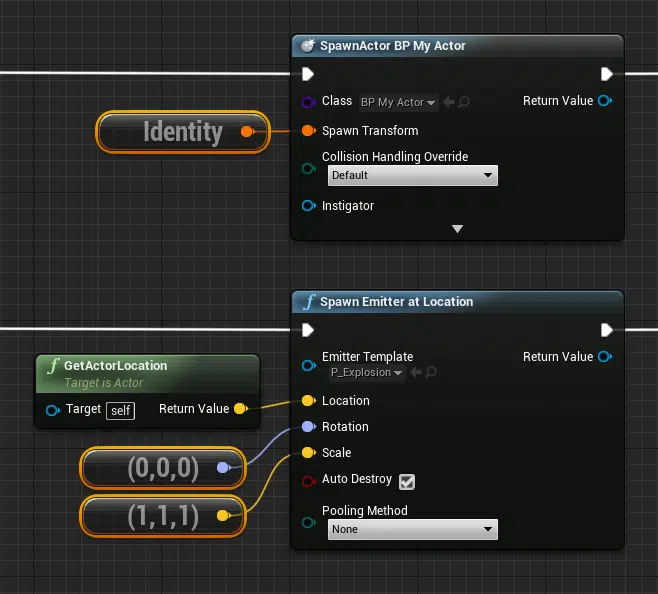 SpawnActor BP My Actor
Class BP My Actor Return Value
Identity
Spawn Transform
Collision Handling Override
Default
Instigator
f Spawn Emitter at Location
Emitter Template Return Value
P_Explosion
f GetActorLocation
Target is Actor
Target self Return Value
Location
Rotation
(0,0,0)
Scale
Auto Destroy
(1,1,1)
Pooling Method
None